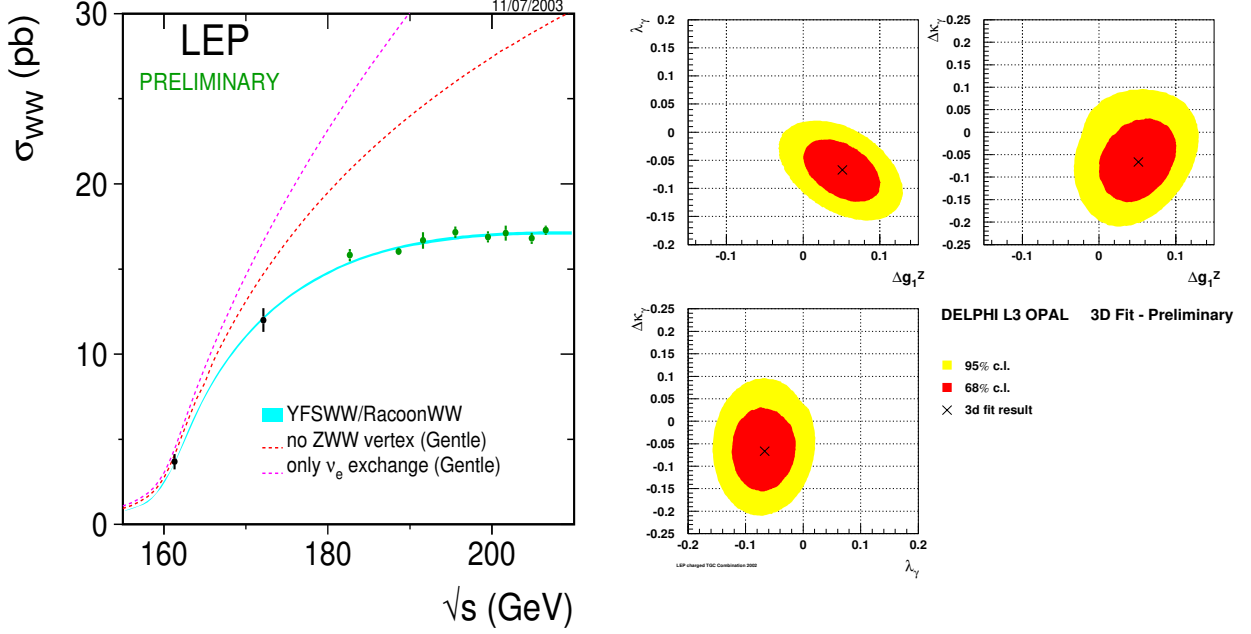 11/07/2003
LEP
PRELIMINARY
σWW (pb)
30
20
10
0
YFSWW/RacoonWW
no ZWW vertex (Gentle)
only νe exchange (Gentle)
160 180 200
√s (GeV)
λγ
0.2
0.15
0.1
0.05
0
-0.05
-0.1
-0.15
-0.2
-0.1 0 0.1
Δg1Z
Δκγ
0.25
0.2
0.15
0.1
0.05
0
-0.05
-0.1
-0.15
-0.2
-0.25
-0.1 0 0.1
Δg1Z
Δκγ
0.25
0.2
0.15
0.1
0.05
0
-0.05
-0.1
-0.15
-0.2
-0.25
-0.2 -0.1 0 0.1 0.2
λγ
LEP charged TGC Combination 2002
DELPHI L3 OPAL 3D Fit - Preliminary
95% c.l.
68% c.l.
3d fit result